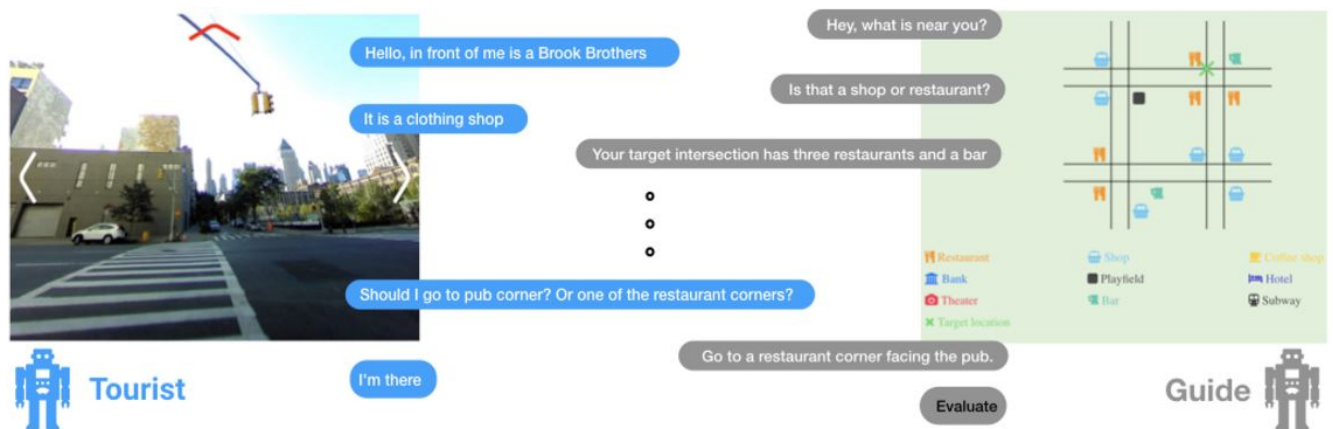 Hey, what is near you?
Hello, in front of me is a Brook Brothers
Is that a shop or restaurant?
It is a clothing shop
Your target intersection has three restaurants and a bar
Should I go to pub corner? Or one of the restaurant corners?
Go to a restaurant corner facing the pub.
I'm there
Evaluate
Restaurant
Shop
Coffee shop
Bank
Playfield
Hotel
Theater
Bar
Subway
Target location
Tourist
Guide